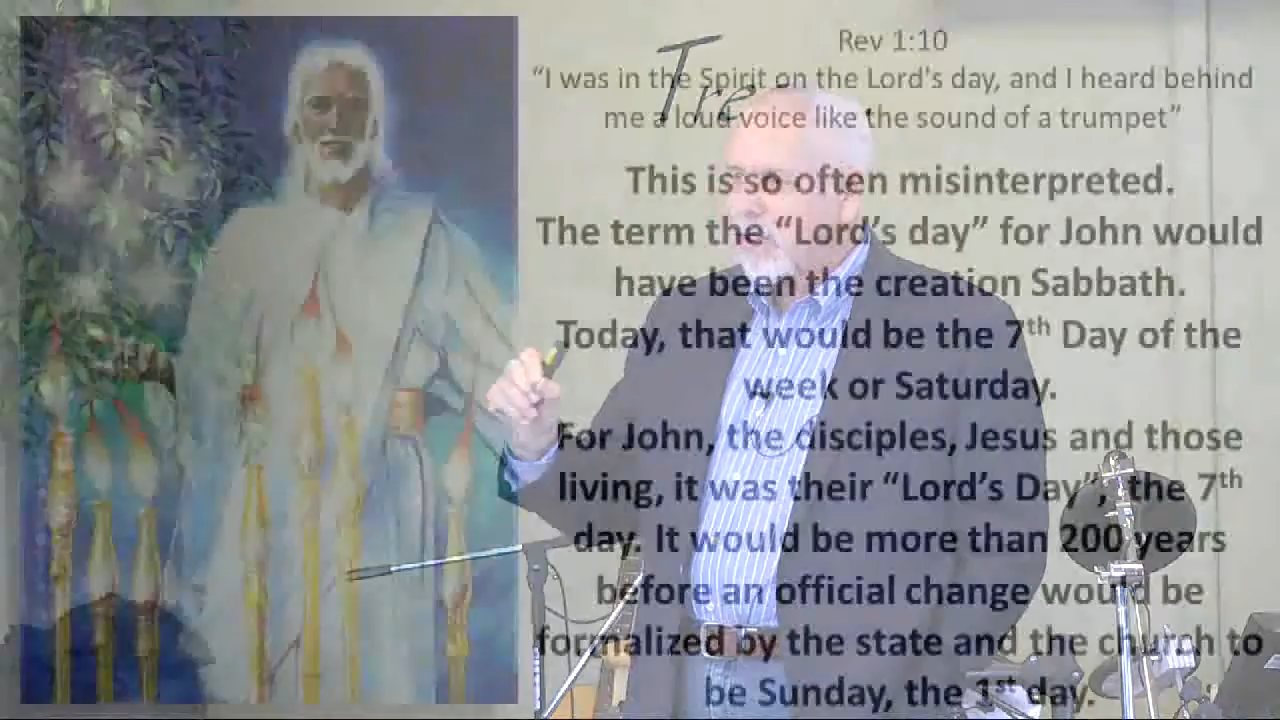 Tre
Rev 1:10
“I was in the Spirit on the Lord's day, and I heard behind
me a loud voice like the sound of a trumpet”
This is so often misinterpreted.
The term the “Lord’s day” for John would
have been the creation Sabbath.
Today, that would be the 7th Day of the
week or Saturday.
For John, the disciples, Jesus and those
living, it was their “Lord’s Day”, the 7th
day. It would be more than 200 years
before an official change would be
formalized by the state and the church to
be Sunday, the 1st day.